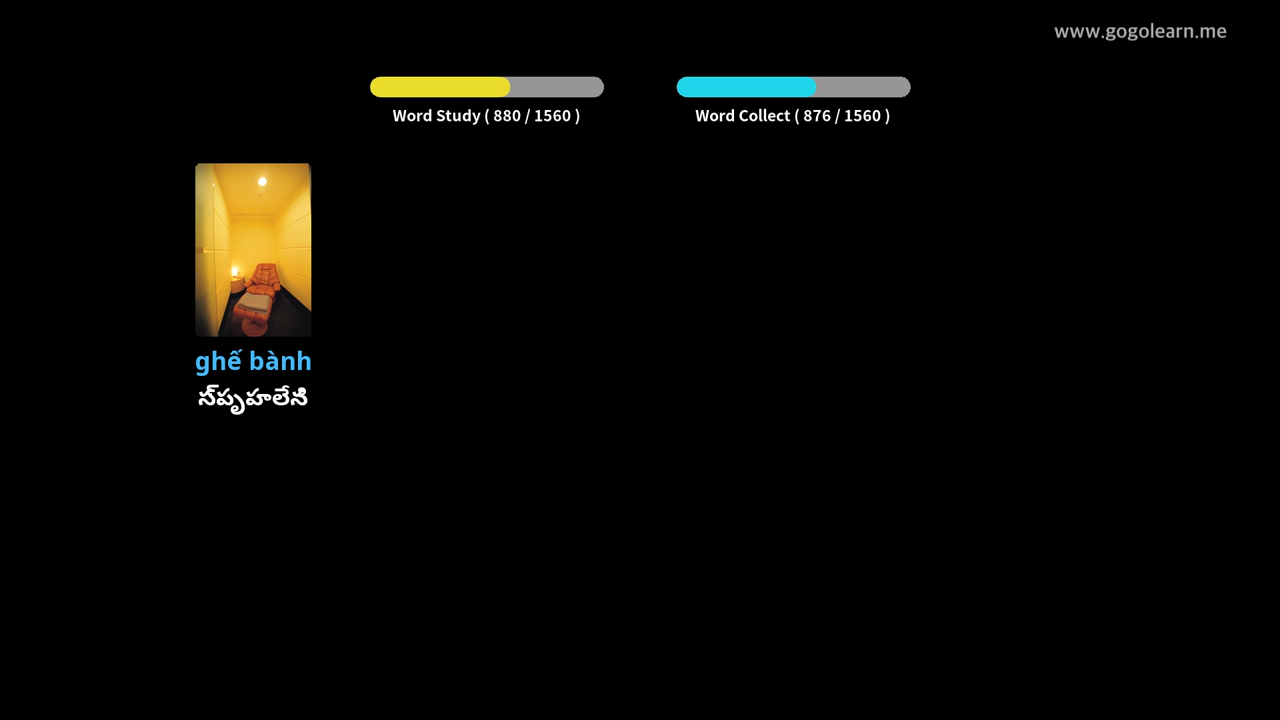 www.gogolearn.me
Word Study ( 880 / 1560 )
Word Collect ( 876 / 1560 )
ghế bành
స్పృహలేని